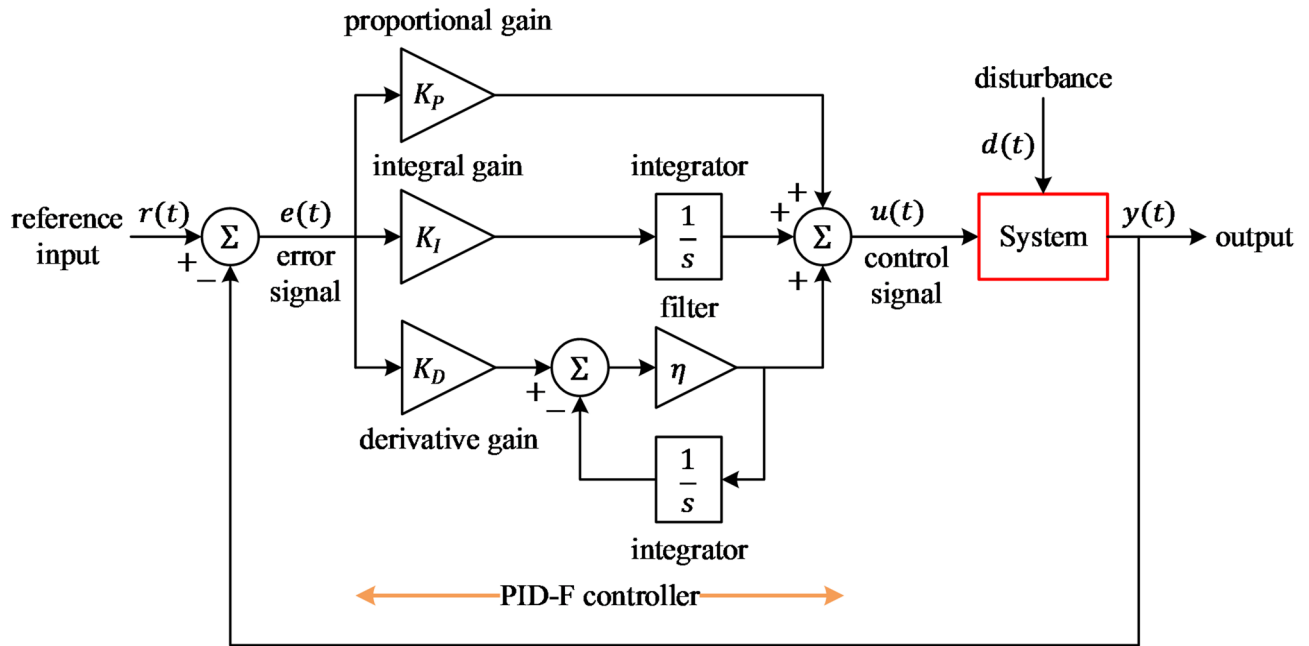 proportional gain
K_P
disturbance
d(t)
integral gain
integrator
reference
input
r(t)
+
−
Σ
e(t)
error
signal
K_I
1
s
+
+
+
Σ
u(t)
control
signal
System
y(t)
output
filter
K_D
+
−
Σ
η
derivative gain
1
s
integrator
PID-F controller